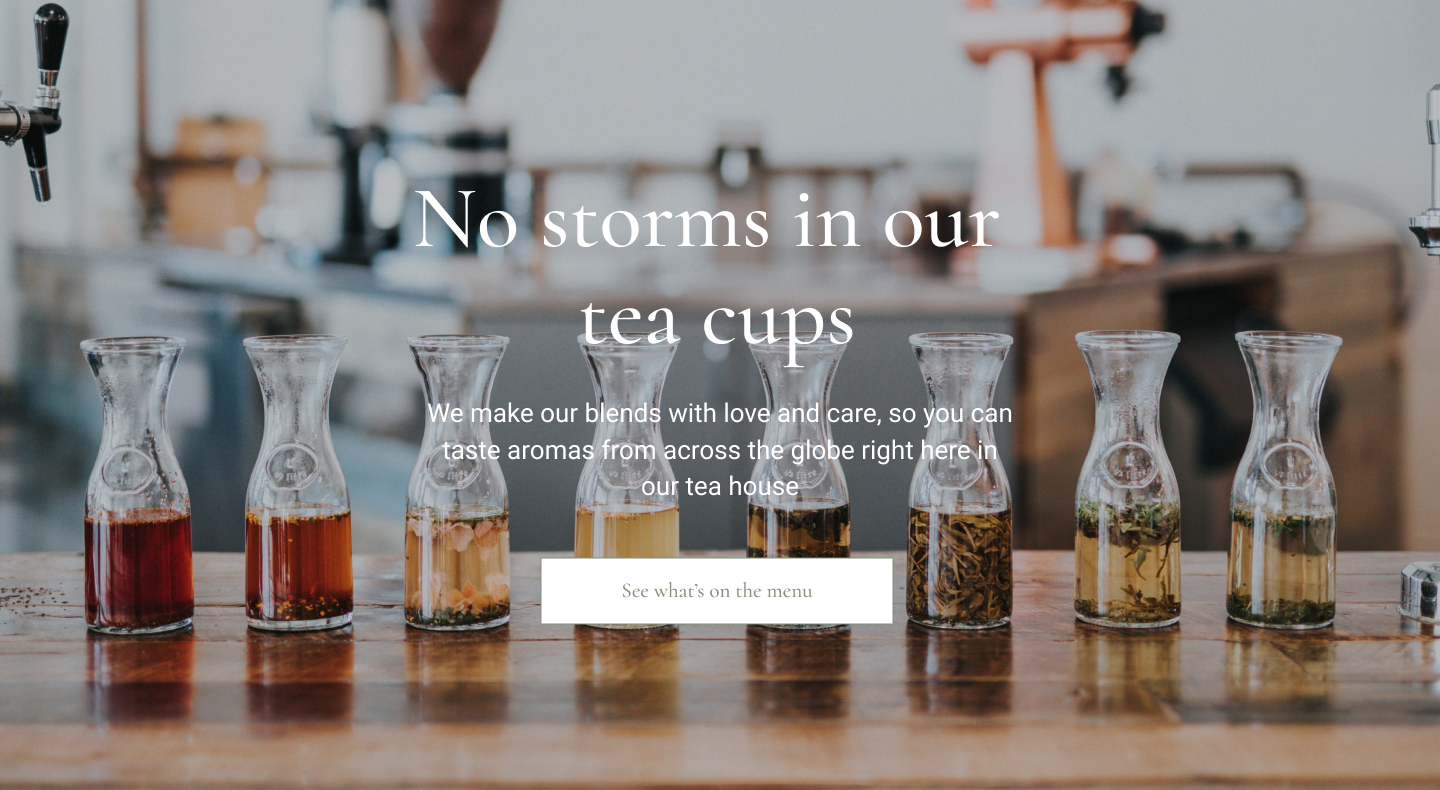 No storms in our
tea cups
We make our blends with love and care, so you can
taste aromas from across the globe right here in
our tea house
See what’s on the menu